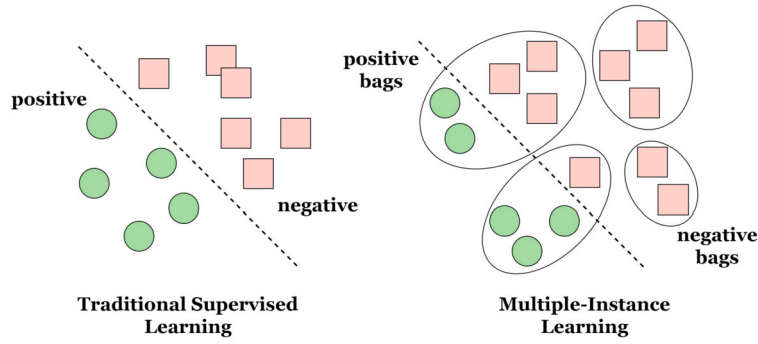 positive
negative
Traditional Supervised
Learning
positive
bags
negative
bags
Multiple-Instance
Learning